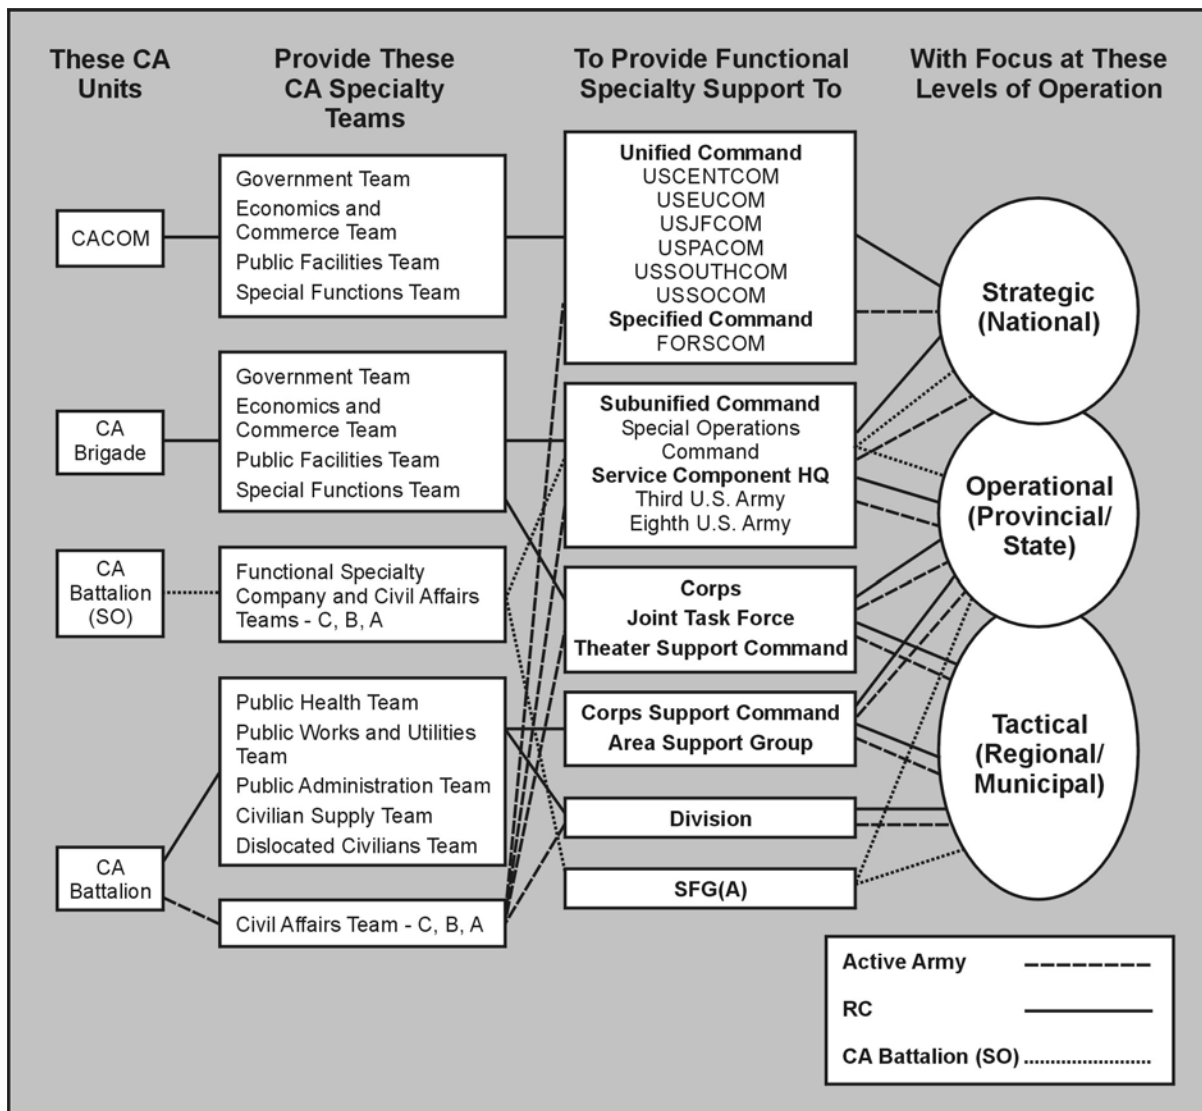 These CA
Units
Provide These
CA Specialty
Teams
To Provide Functional
Specialty Support To
With Focus at These
Levels of Operation
CACOM
Government Team
Economics and
Commerce Team
Public Facilities Team
Special Functions Team
Unified Command
USCENTCOM
USEUCOM
USJFCOM
USPACOM
USSOUTHCOM
USSOCOM
Specified Command
FORSCOM
Strategic
(National)
CA
Brigade
Government Team
Economics and
Commerce Team
Public Facilities Team
Special Functions Team
Subunified Command
Special Operations
Command
Service Component HQ
Third U.S. Army
Eighth U.S. Army
Operational
(Provincial/
State)
CA
Battalion
(SO)
Functional Specialty
Company and Civil Affairs
Teams - C, B, A
Corps
Joint Task Force
Theater Support Command
CA
Battalion
Public Health Team
Public Works and Utilities
Team
Public Administration Team
Civilian Supply Team
Dislocated Civilians Team
Civil Affairs Team - C, B, A
Corps Support Command
Area Support Group
Division
SFG(A)
Tactical
(Regional/
Municipal)
Active Army
RC
CA Battalion (SO)